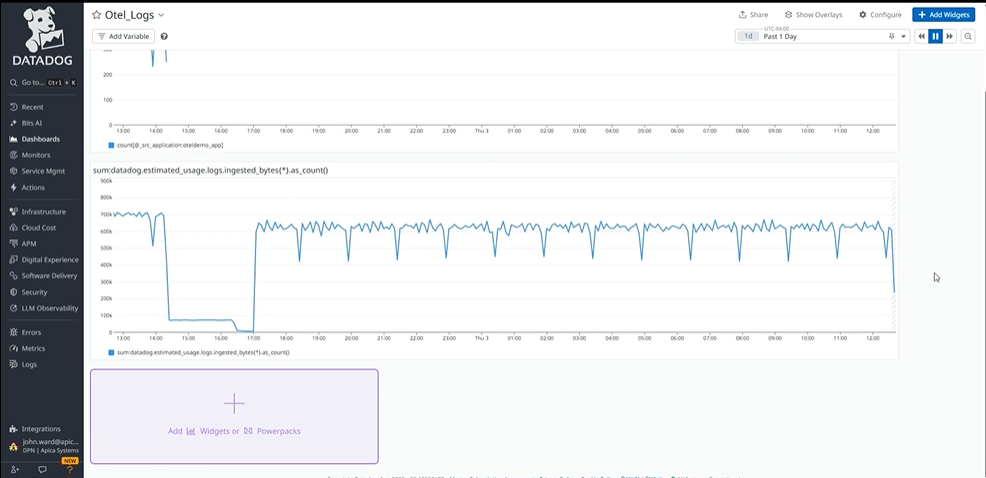 DATADOG
Go to... Ctrl + K
Recent
Bits AI
Dashboards
Monitors
Service Mgmt
Actions
Infrastructure
Cloud Cost
APM
Digital Experience
Software Delivery
Security
LLM Observability
Errors
Metrics
Logs
Integrations
john.ward@apic...
DPN | Apica Systems
NEW
Otel_Logs
Share
Show Overlays
Configure
+ Add Widgets
Add Variable
UTC-04:00
1d Past 1 Day
200
100
0
13:00 14:00 15:00 16:00 17:00 18:00 19:00 20:00 21:00 22:00 23:00 Thu 3 01:00 02:00 03:00 04:00 05:00 06:00 07:00 08:00 09:00 10:00 11:00 12:00
count[@_src_application:oteldemo_app]
sum:datadog.estimated_usage.logs.ingested_bytes{*}.as_count()
900k
800k
700k
600k
500k
400k
300k
200k
100k
0
13:00 14:00 15:00 16:00 17:00 18:00 19:00 20:00 21:00 22:00 23:00 Thu 3 01:00 02:00 03:00 04:00 05:00 06:00 07:00 08:00 09:00 10:00 11:00 12:00
sum:datadog.estimated_usage.logs.ingested_bytes{*}.as_count()
Add Widgets or Powerpacks